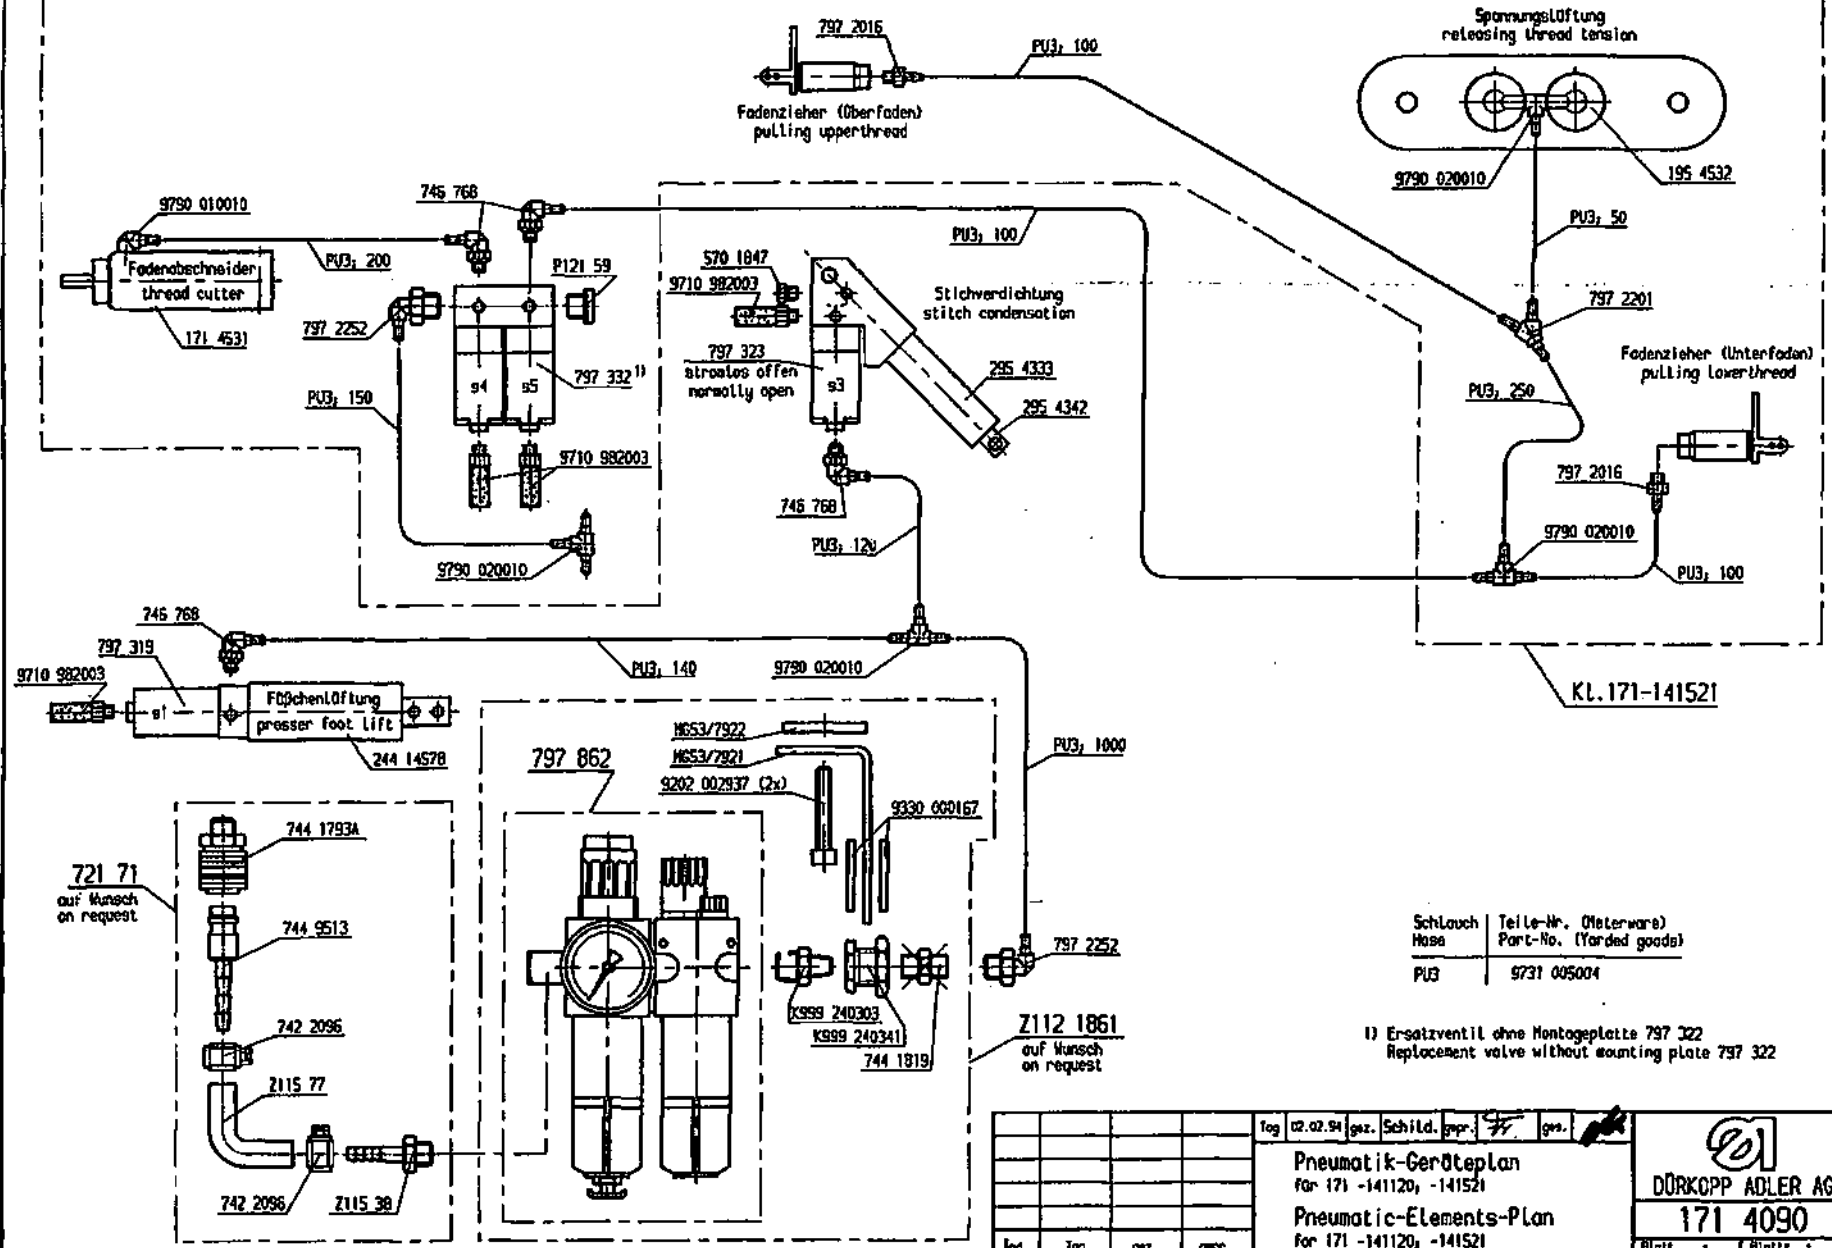 797 2016
PU3; 100
Spannungslüftung
releasing thread tension
Fadenzieher (Überfaden)
pulling upperthread
9790 020010
195 4532
PU3; 50
9790 010010
746 768
PU3; 200
PU3; 100
Fadenabschneider
thread cutter
171 4531
P121 59
797 2252
S70 1847
9710 982003
Stichverdichtung
stitch condensation
797 2201
797 323
stromlos offen
normally open
s4
s5
797 332 1)
s3
295 4333
295 4342
Fadenzieher (Unterfaden)
pulling lowerthread
PU3; 150
PU3; 250
9710 982003
797 2016
746 768
PU3; 120
9790 020010
9790 020010
PU3; 100
746 768
797 319
9710 982003
s1
Füßchenlüftung
presser foot lift
244 14578
PU3; 140
9790 020010
KL.171-141521
MG53/7922
MG53/7921
9202 002937 (2x)
797 862
9330 000167
PU3; 1000
744 1793A
721 71
auf Wunsch
on request
744 9513
742 2096
Z115 77
742 2096
Z115 38
797 2252
K999 240303
K999 240341
744 1819
Z112 1861
auf Wunsch
on request
Schlauch Teile-Nr. (Meterware)
Hose Part-No. (Yarded goods)
PU3 9731 005004
1) Ersatzventil ohne Montageplatte 797 322
Replacement valve without mounting plate 797 322
Tag 02.02.94 gez. Schild. gepr. ges.
Pneumatik-Geräteplan
für 171 -141120; -141521
Pneumatic-Elements-Plan
for 171 -141120; -141521
DÜRKOPP ADLER AG
171 4090